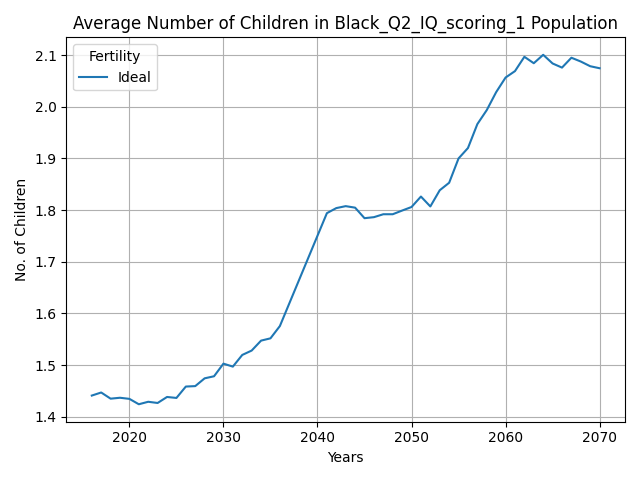 Average Number of Children in Black_Q2_IQ_scoring_1 Population
Fertility
Ideal
2.1
2.0
1.9
1.8
1.7
1.6
1.5
1.4
No. of Children
2020 2030 2040 2050 2060 2070
Years